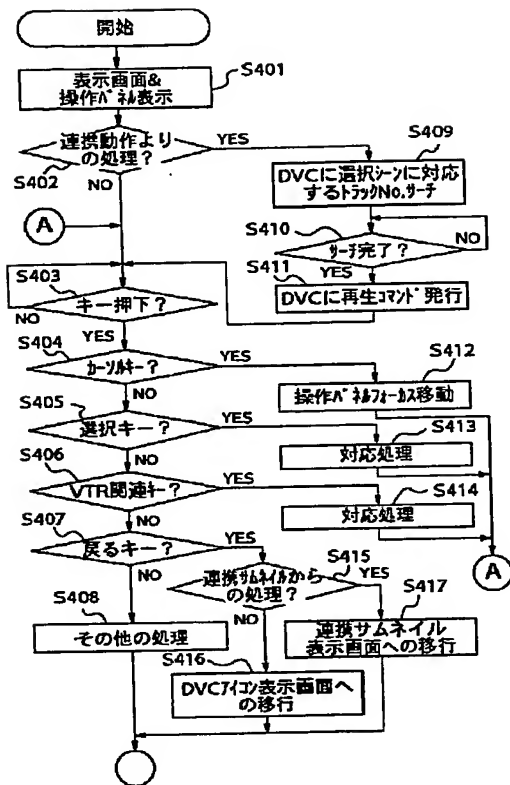 開始
表示画面&
操作パネル表示
S401
連携動作より
の処理?
S402
YES
NO
S409
DVCに選択シーンに対応
するトラックNo.サーチ
S410
サーチ完了?
NO
YES
S411
DVCに再生コマンド発行
A
S403
キー押下?
NO
YES
S404
カーソルキー?
YES
NO
S412
操作パネルフォーカス移動
S405
選択キー?
YES
NO
S413
対応処理
S406
VTR関連キー?
YES
NO
S414
対応処理
A
S407
戻るキー?
YES
NO
S415
連携サムネイルから
の処理?
YES
NO
S408
その他の処理
S417
連携サムネイル
表示画面への移行
S416
DVCアイコン表示画面へ
の移行